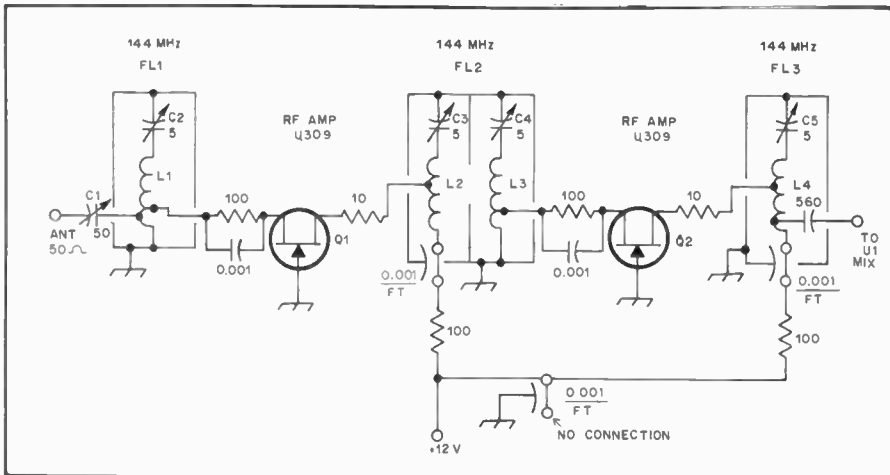 144 MHz
FL1
144 MHz
FL2
144 MHz
FL3
RF AMP
U309
RF AMP
U309
C2
5
C3
5
C4
5
C5
5
L1
L2
L3
L4
C1
50
ANT
50Ω
100
0.001
Q1
10
100
0.001
Q2
10
560
TO
U1
MIX
0.001
FT
0.001
FT
100
100
0.001
FT
NO CONNECTION
+12 V